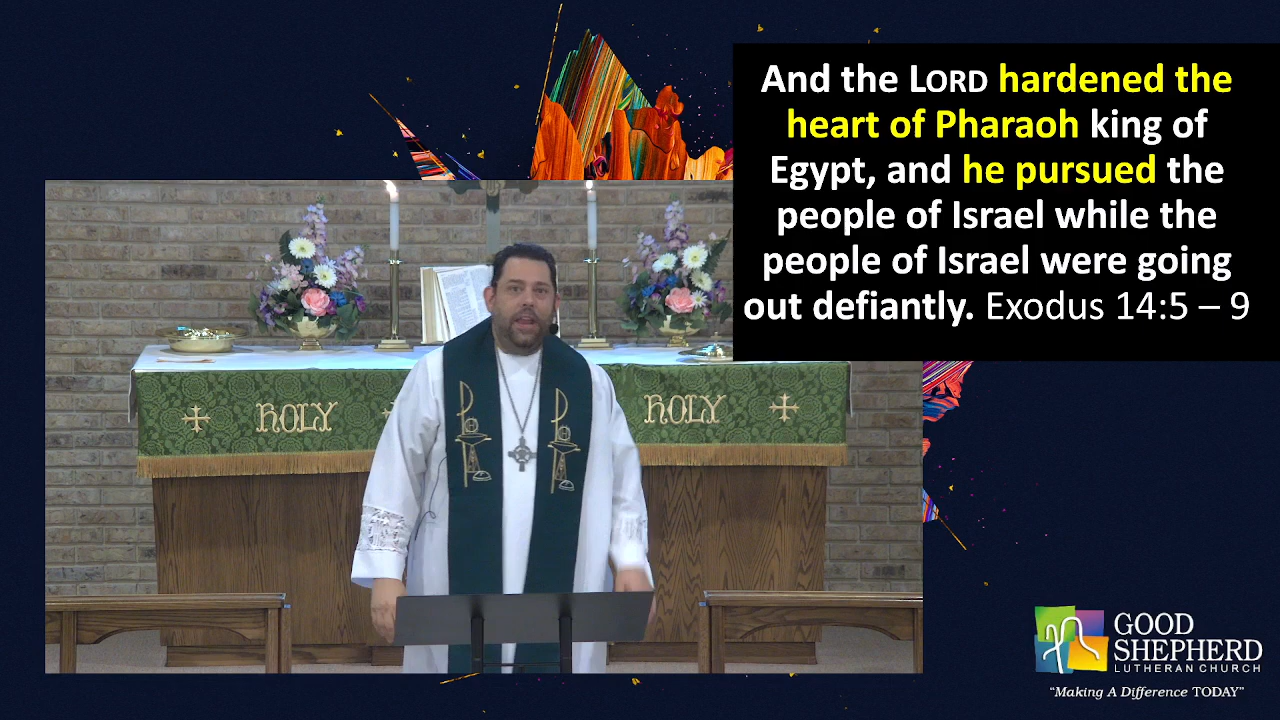 And the LORD hardened the
heart of Pharaoh king of
Egypt, and he pursued the
people of Israel while the
people of Israel were going
out defiantly. Exodus 14:5 – 9
HOLY
HOLY
GOOD
SHEPHERD
LUTHERAN CHURCH
“Making A Difference TODAY”